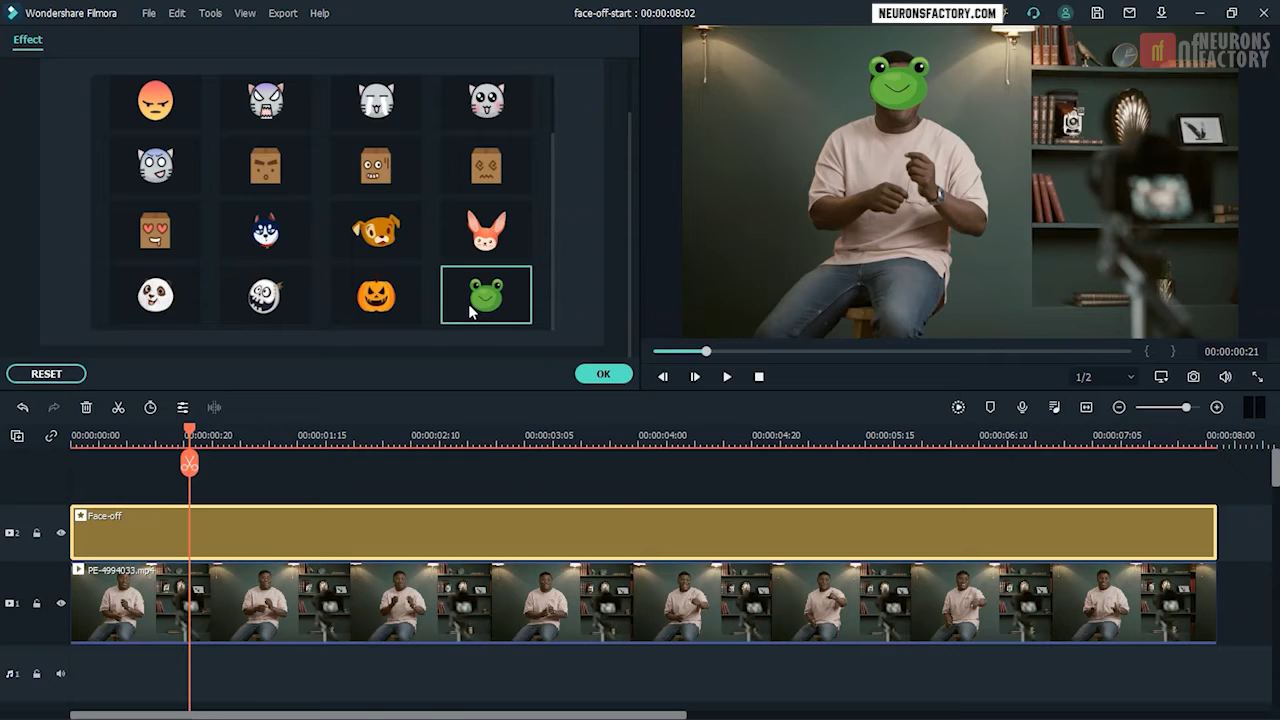 Wondershare Filmora File Edit Tools View Export Help face-off-start : 00:00:08:02 NEURONSFACTORY.COM
NEURONS
FACTORY
nf
Effect
RESET OK
00:00:00:21
1/2
00:00:00:00 00:00:00:20 00:00:01:15 00:00:02:10 00:00:03:05 00:00:04:00 00:00:04:20 00:00:05:15 00:00:06:10 00:00:07:05 00:00:08:00
2 Face-off
PE-4994033.mp4
1
1